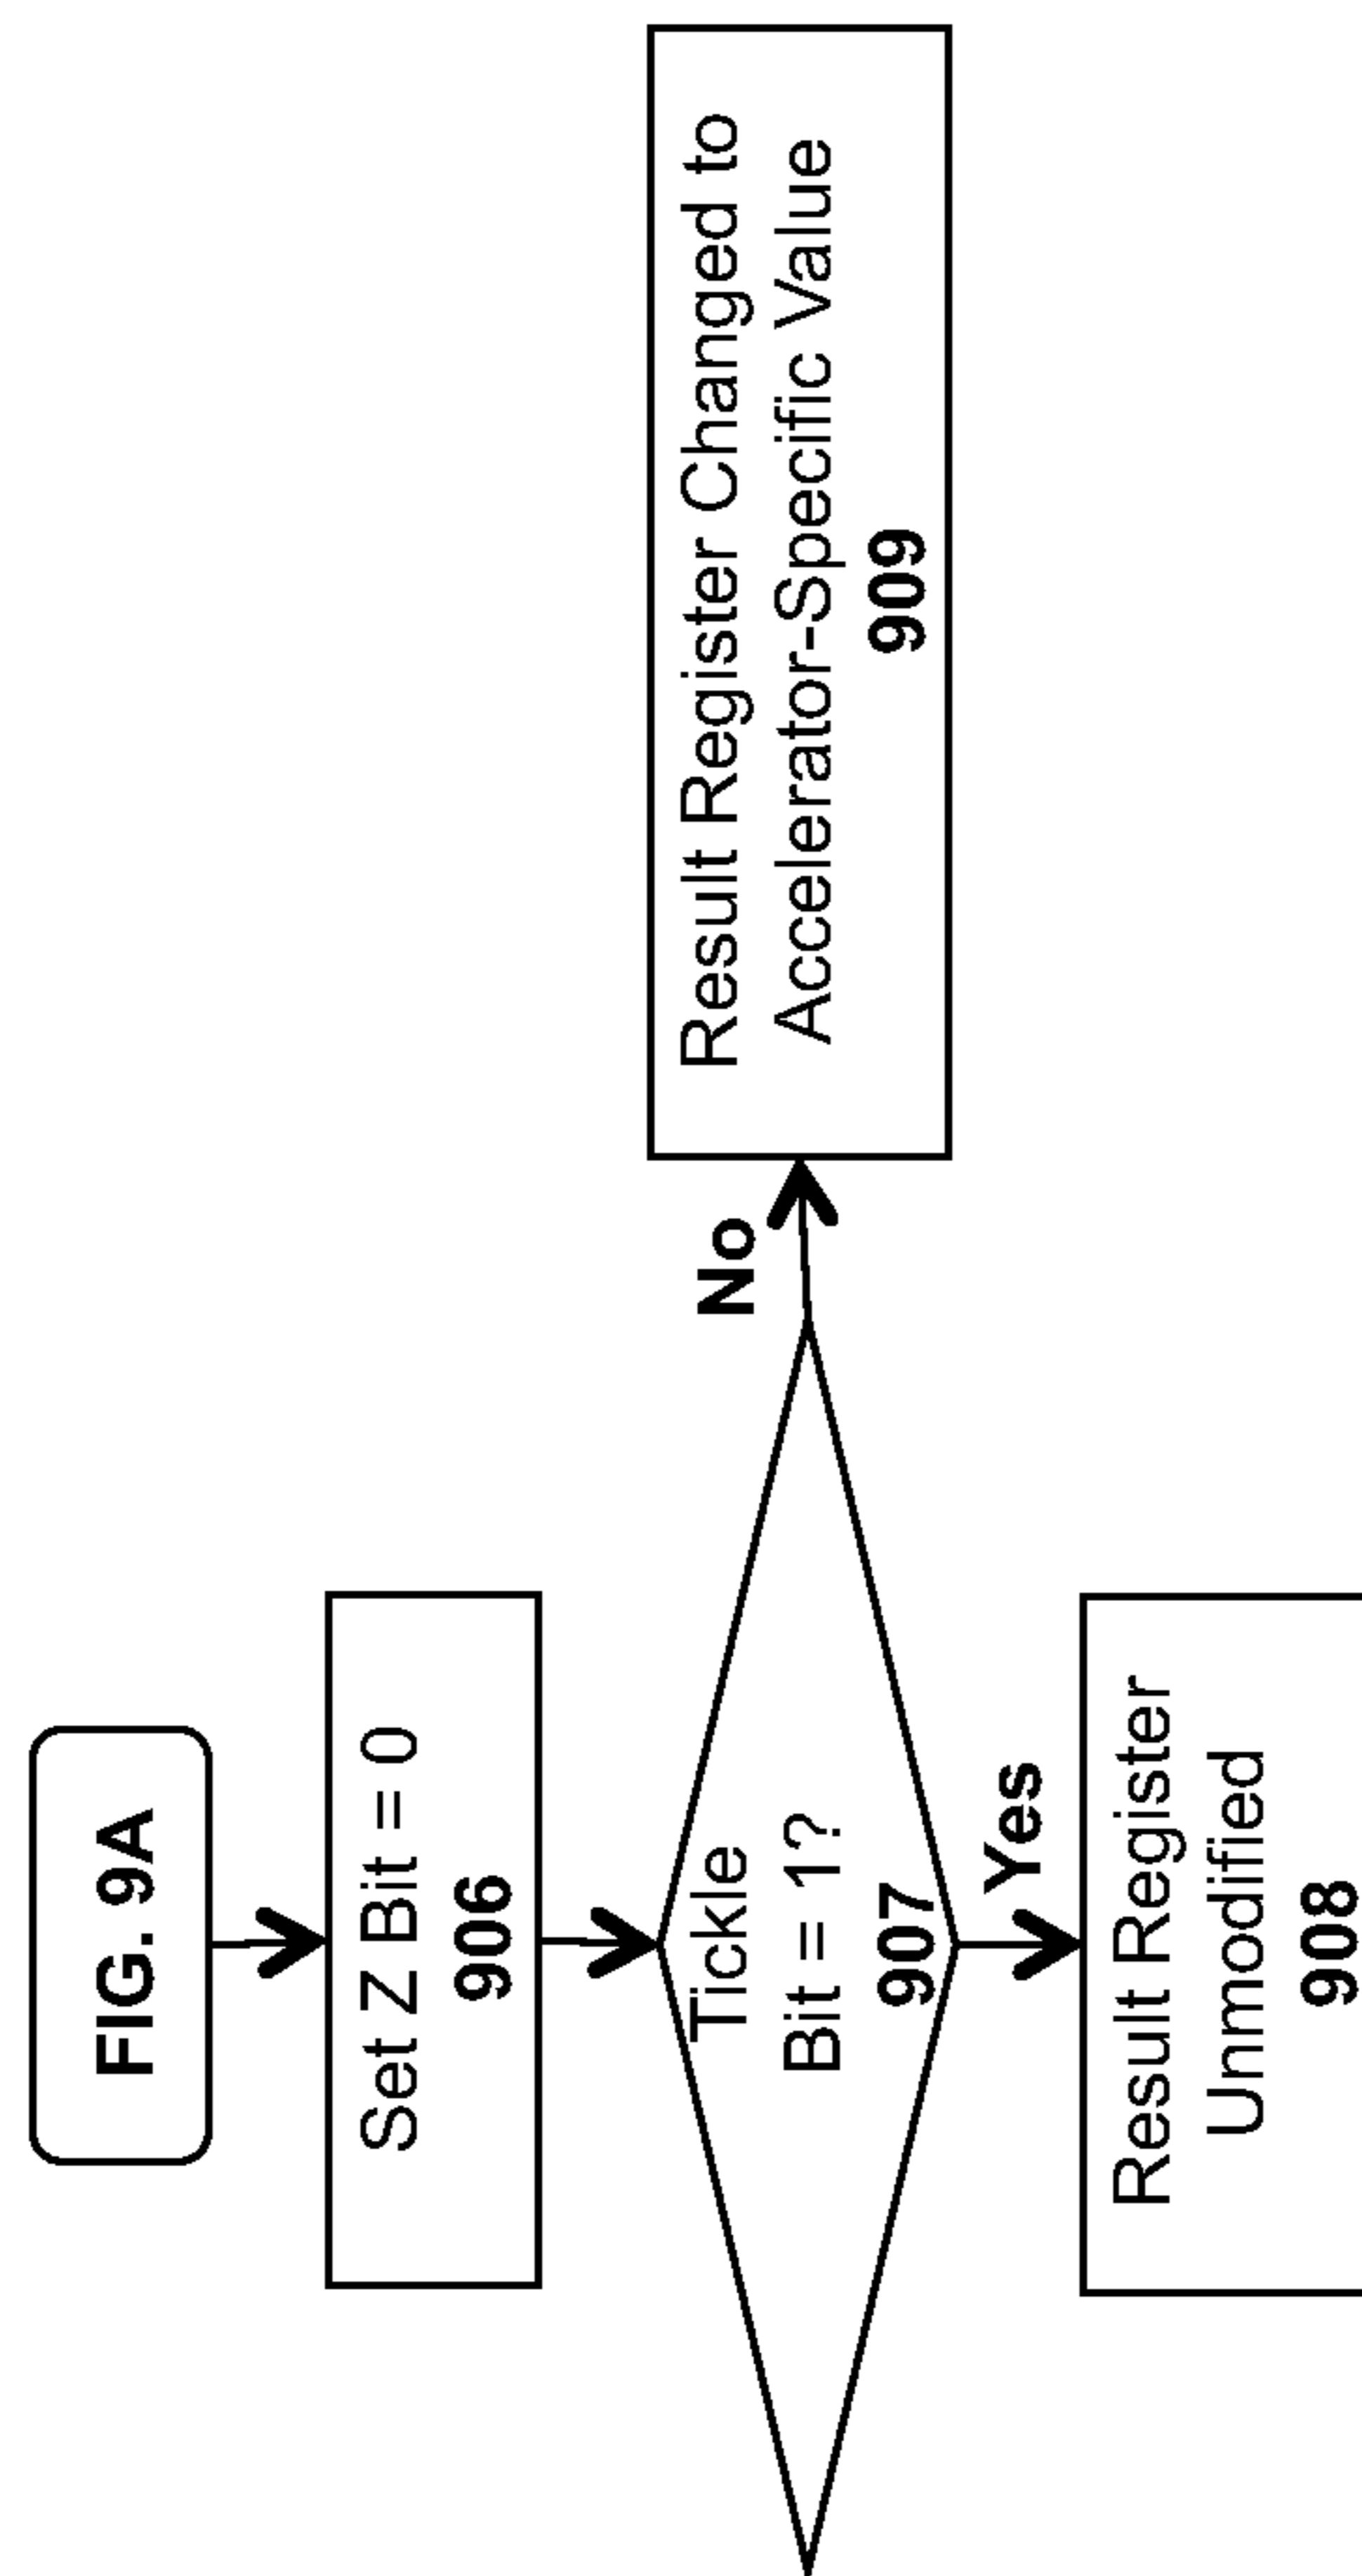 FIG. 9A
Set Z Bit = 0
906
Tickle
Bit = 1?
907
No
Result Register Changed to
Accelerator-Specific Value
909
Yes
Result Register
Unmodified
908